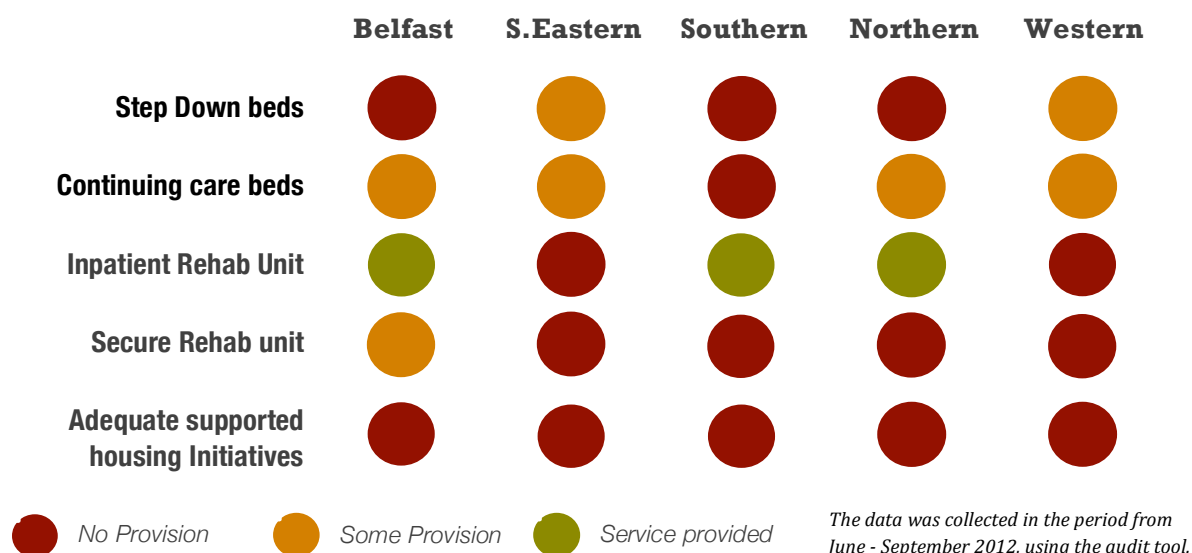 Belfast S.Eastern Southern Northern Western
Step Down beds
Continuing care beds
Inpatient Rehab Unit
Secure Rehab unit
Adequate supported
housing Initiatives
No Provision Some Provision Service provided
The data was collected in the period from
June - September 2012, using the audit tool.